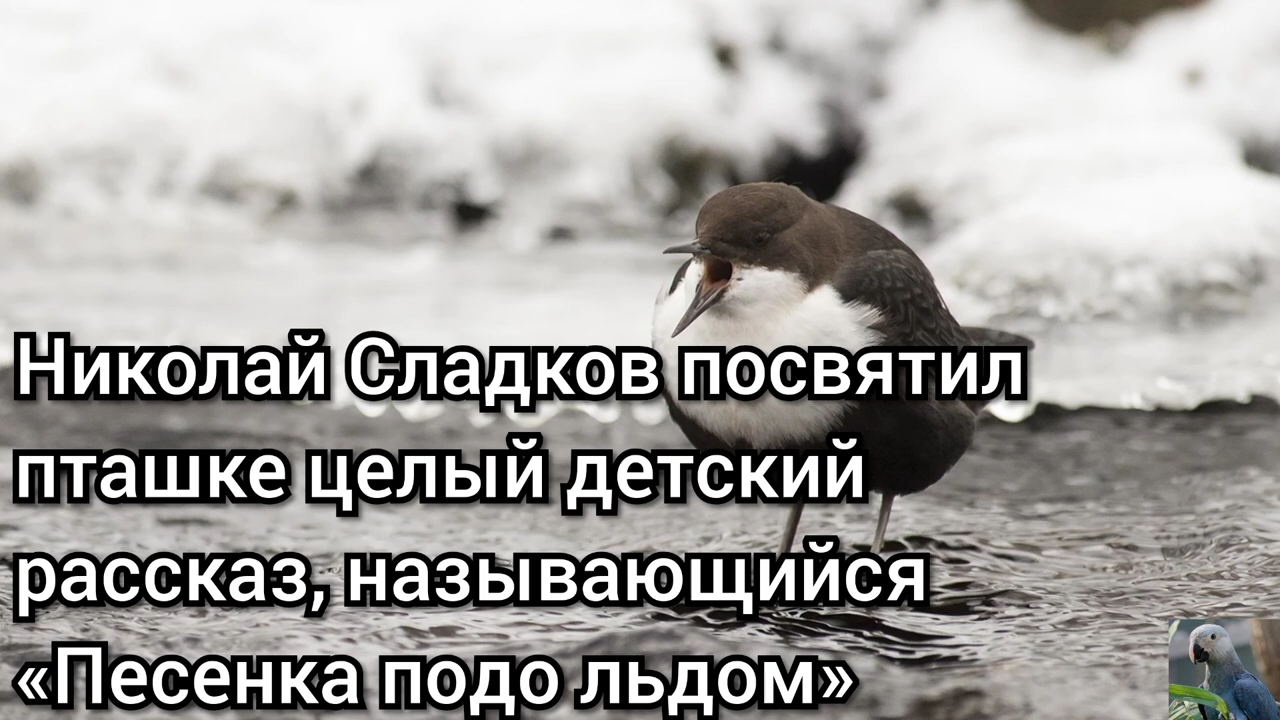 Николай Сладков посвятил
пташке целый детский
рассказ, называющийся
«Песенка подо льдом»